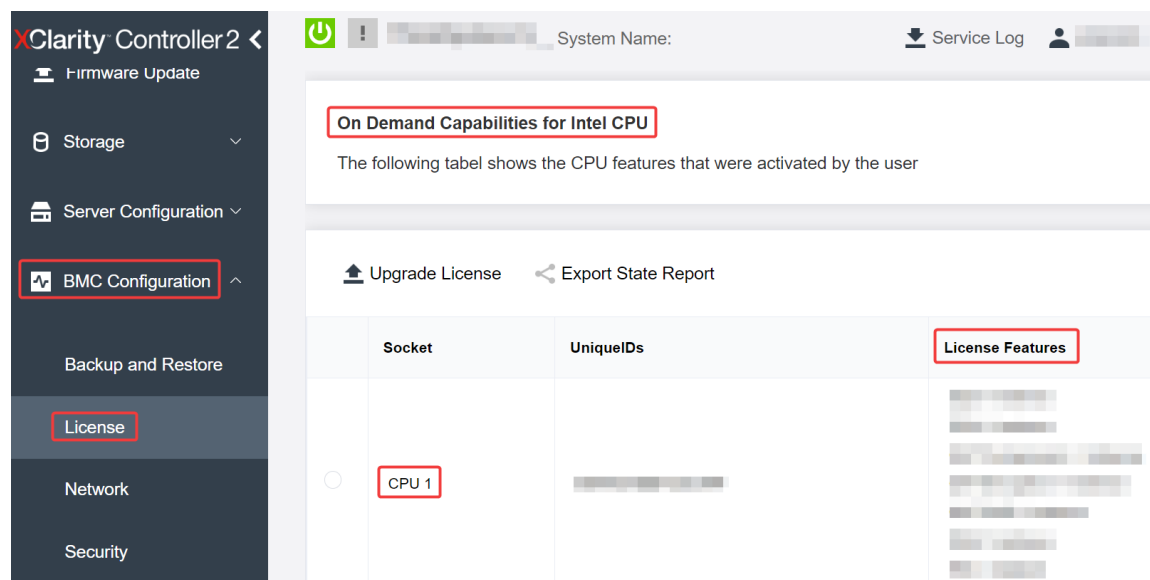 XClarity Controller 2
Firmware Update
Storage
Server Configuration
BMC Configuration
Backup and Restore
License
Network
Security
System Name:
Service Log
On Demand Capabilities for Intel CPU
The following tabel shows the CPU features that were activated by the user
Upgrade License
Export State Report
Socket
UniqueIDs
License Features
CPU 1